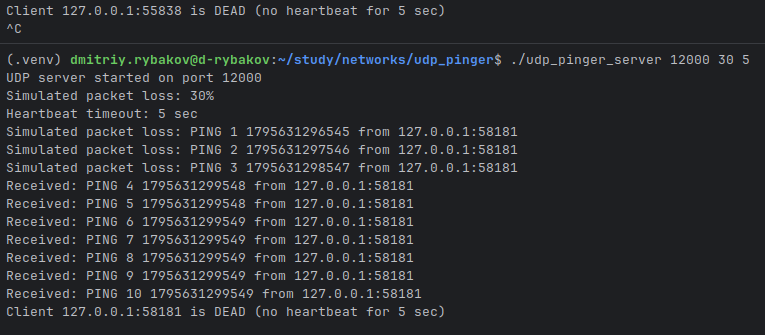 Client 127.0.0.1:55838 is DEAD (no heartbeat for 5 sec)
^C
(.venv) dmitriy.rybakov@d-rybakov:~/study/networks/udp_pinger$ ./udp_pinger_server 12000 30 5
UDP server started on port 12000
Simulated packet loss: 30%
Heartbeat timeout: 5 sec
Simulated packet loss: PING 1 1795631296545 from 127.0.0.1:58181
Simulated packet loss: PING 2 1795631297546 from 127.0.0.1:58181
Simulated packet loss: PING 3 1795631298547 from 127.0.0.1:58181
Received: PING 4 1795631299548 from 127.0.0.1:58181
Received: PING 5 1795631299548 from 127.0.0.1:58181
Received: PING 6 1795631299549 from 127.0.0.1:58181
Received: PING 7 1795631299549 from 127.0.0.1:58181
Received: PING 8 1795631299549 from 127.0.0.1:58181
Received: PING 9 1795631299549 from 127.0.0.1:58181
Received: PING 10 1795631299549 from 127.0.0.1:58181
Client 127.0.0.1:58181 is DEAD (no heartbeat for 5 sec)